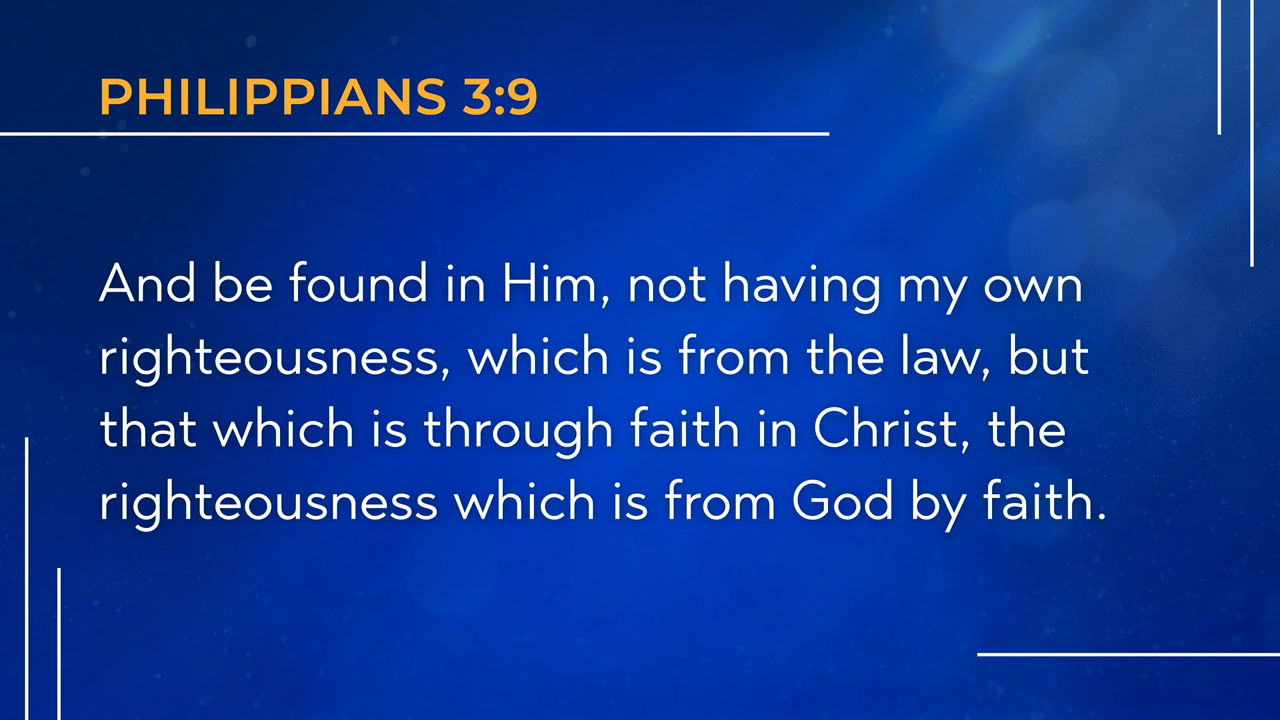 PHILIPPIANS 3:9
And be found in Him, not having my own
righteousness, which is from the law, but
that which is through faith in Christ, the
righteousness which is from God by faith.